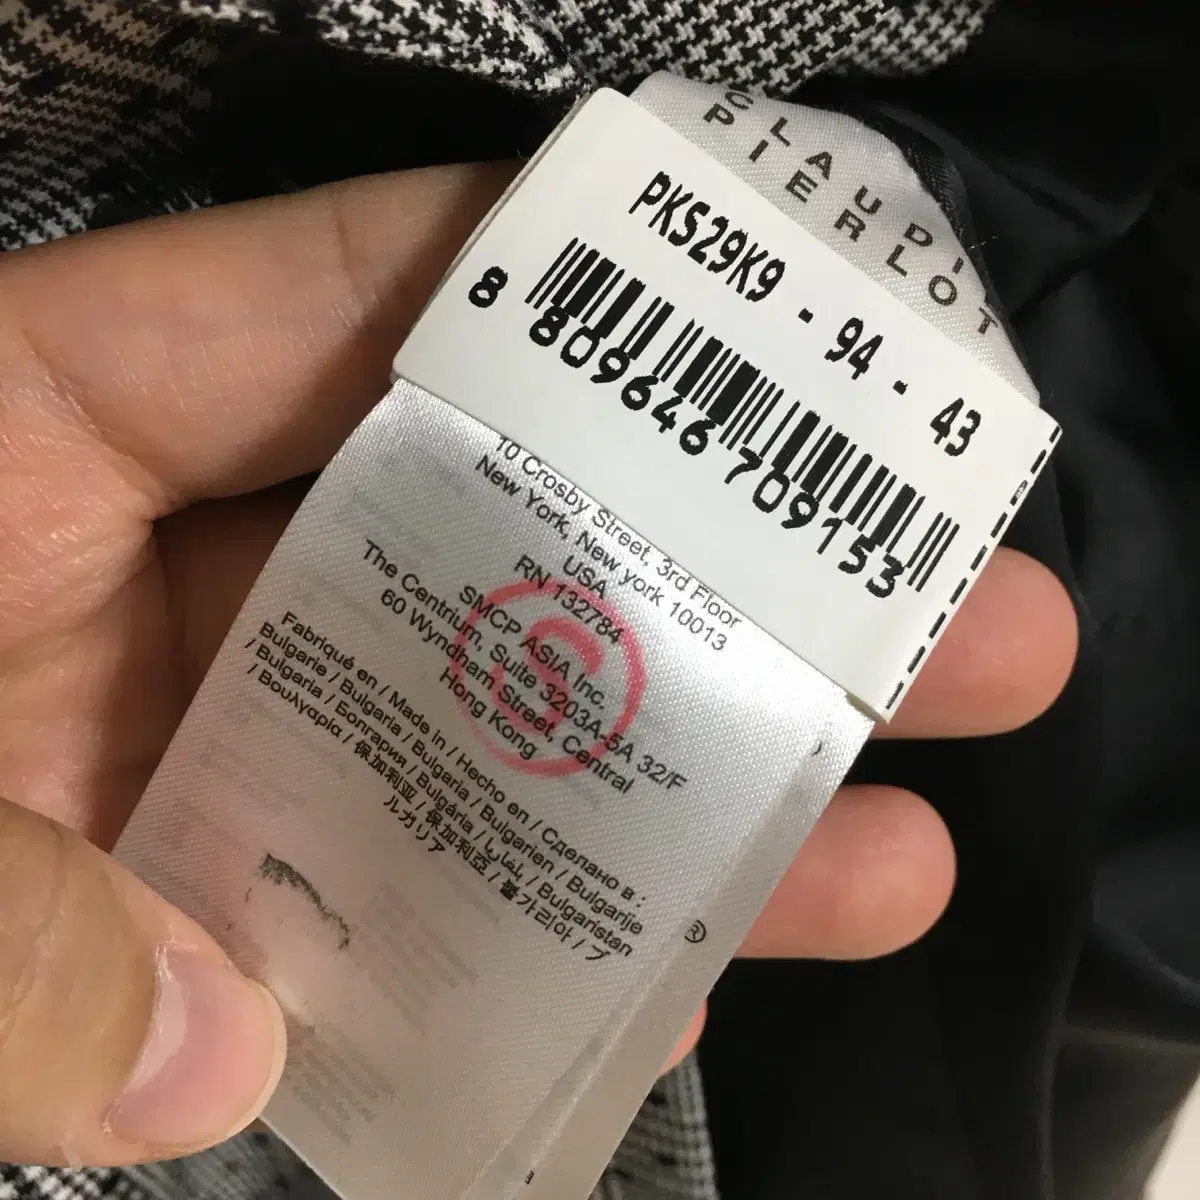 CLAUDI
PIERLOT
PKS29K9 - 94 - 43
8 809646 709153
10 Crosby Street, 3rd Floor
New York, New york 10013
USA
RN 132784
SMCP ASIA Inc.
The Centrium, Suite 3203A-5A 32/F
60 Wyndham Street, Central
Hong Kong
Fabriqué en / Made in / Hecho en / Сделано в :
Bulgarie / Bulgaria / Bulgaria / Bulgarien / Bulgarije
/ Bulgaria / Болгария / Bulgária / بلغاريا / Bulgaristan
/ Βουλγαρία / 保加利亚 / 保加利亞 / 불가리아 / ブ
ルガリア
S
®